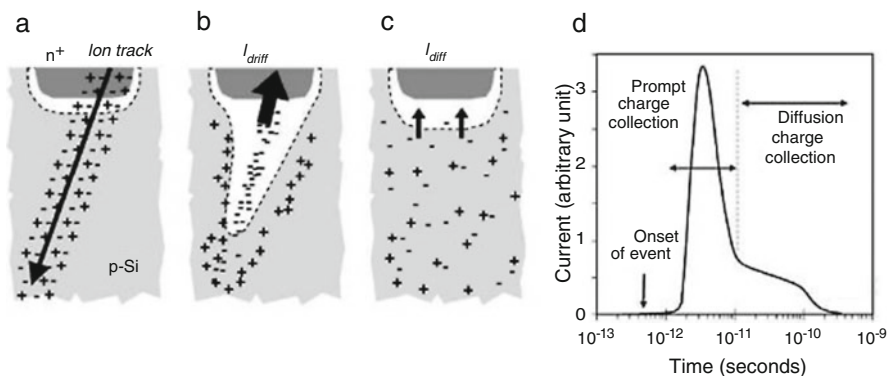 a
n+
Ion track
p-Si
b
Idriff
c
Idiff
d
Current (arbitrary unit)
3
2
1
0
Prompt
charge
collection
Diffusion
charge
collection
Onset
of event
10-13 10-12 10-11 10-10 10-9
Time (seconds)